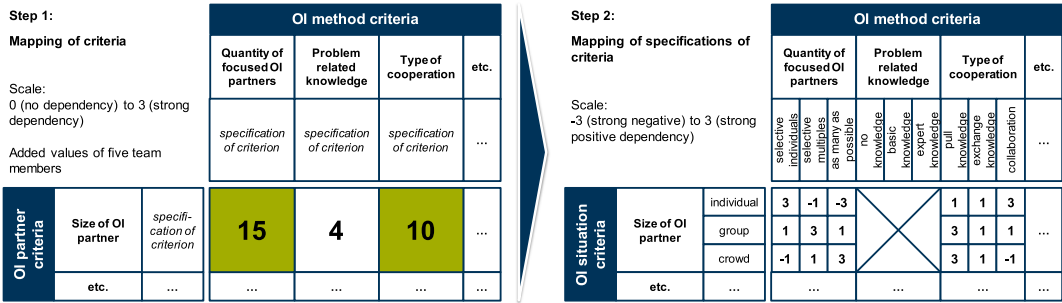 Step 1:
Mapping of criteria
Scale:
0 (no dependency) to 3 (strong
dependency)
Added values of five team
members
OI method criteria
Quantity of
focused OI
partners
Problem
related
knowledge
Type of
cooperation
etc.
specification
of criterion
specification
of criterion
specification
of criterion
...
OI partner
criteria
Size of OI
partner
specifi-
cation of
criterion
15
4
10
...
etc.
...
...
...
...
...
Step 2:
Mapping of specifications of
criteria
Scale:
-3 (strong negative) to 3 (strong
positive dependency)
OI method criteria
Quantity of
focused OI
partners
Problem
related
knowledge
Type of
cooperation
etc.
selective
individuals
selective
multiples
as many as
possible
no
knowledge
basic
knowledge
expert
knowledge
pull
knowledge
exchange
knowledge
collaboration
...
OI situation
criteria
Size of OI
partner
individual
3 -1 -3
1 1 3
group
1 3 1
3 1 1
...
crowd
-1 1 3
3 1 -1
etc.
...
...
...
...
...